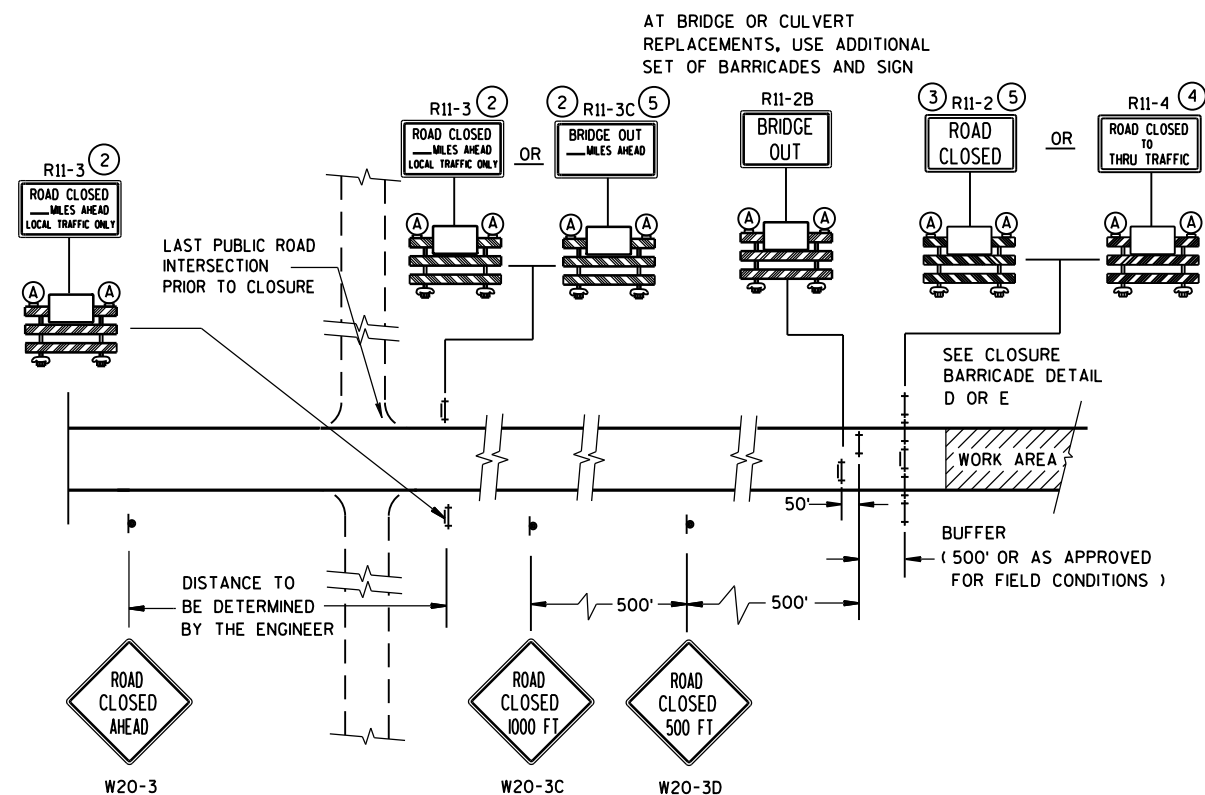 AT BRIDGE OR CULVERT
REPLACEMENTS, USE ADDITIONAL
SET OF BARRICADES AND SIGN
R11-3 2
ROAD CLOSED
___MILES AHEAD
LOCAL TRAFFIC ONLY
A A
R11-3 2
ROAD CLOSED
___MILES AHEAD
LOCAL TRAFFIC ONLY
A A
OR
2 R11-3C 5
BRIDGE OUT
___MILES AHEAD
A A
R11-2B
BRIDGE
OUT
A A
3 R11-2 5
ROAD
CLOSED
A A
OR
R11-4 4
ROAD CLOSED
TO
THRU TRAFFIC
A A
LAST PUBLIC ROAD
INTERSECTION
PRIOR TO CLOSURE
SEE CLOSURE
BARRICADE DETAIL
D OR E
WORK AREA
50'
BUFFER
(500' OR AS APPROVED
FOR FIELD CONDITIONS )
DISTANCE TO
BE DETERMINED
BY THE ENGINEER
500'
500'
ROAD
CLOSED
AHEAD
W20-3
ROAD
CLOSED
1000 FT
W20-3C
ROAD
CLOSED
500 FT
W20-3D